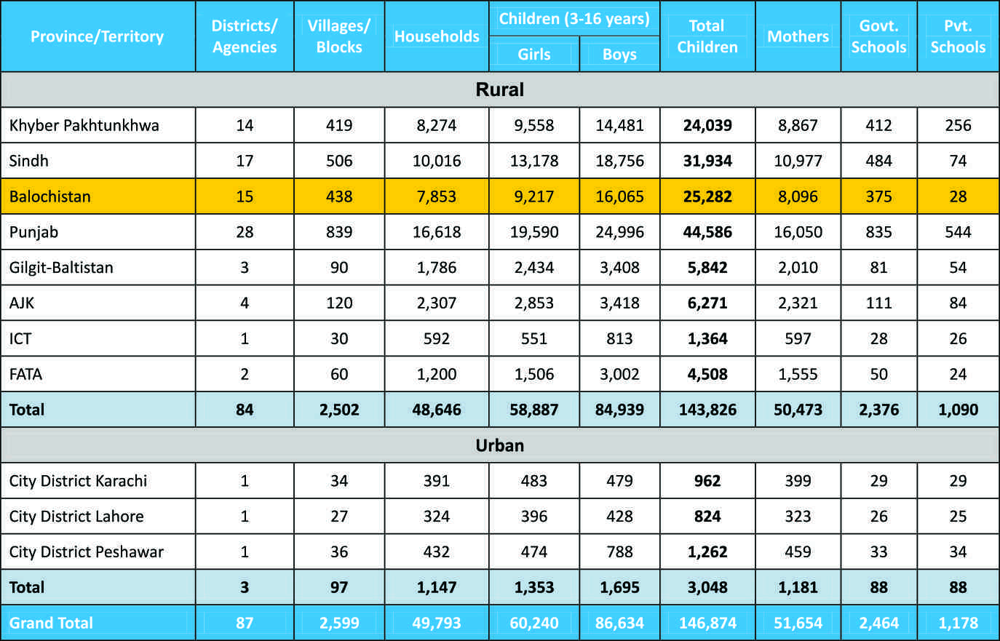 Province/Territory Districts/ Agencies Villages/ Blocks Households Children (3-16 years) Girls Boys Total Children Mothers Govt. Schools Pvt. Schools
Rural
Khyber Pakhtunkhwa 14 419 8,274 9,558 14,481 24,039 8,867 412 256
Sindh 17 506 10,016 13,178 18,756 31,934 10,977 484 74
Balochistan 15 438 7,853 9,217 16,065 25,282 8,096 375 28
Punjab 28 839 16,618 19,590 24,996 44,586 16,050 835 544
Gilgit-Baltistan 3 90 1,786 2,434 3,408 5,842 2,010 81 54
AJK 4 120 2,307 2,853 3,418 6,271 2,321 111 84
ICT 1 30 592 551 813 1,364 597 28 26
FATA 2 60 1,200 1,506 3,002 4,508 1,555 50 24
Total 84 2,502 48,646 58,887 84,939 143,826 50,473 2,376 1,090
Urban
City District Karachi 1 34 391 483 479 962 399 29 29
City District Lahore 1 27 324 396 428 824 323 26 25
City District Peshawar 1 36 432 474 788 1,262 459 33 34
Total 3 97 1,147 1,353 1,695 3,048 1,181 88 88
Grand Total 87 2,599 49,793 60,240 86,634 146,874 51,654 2,464 1,178